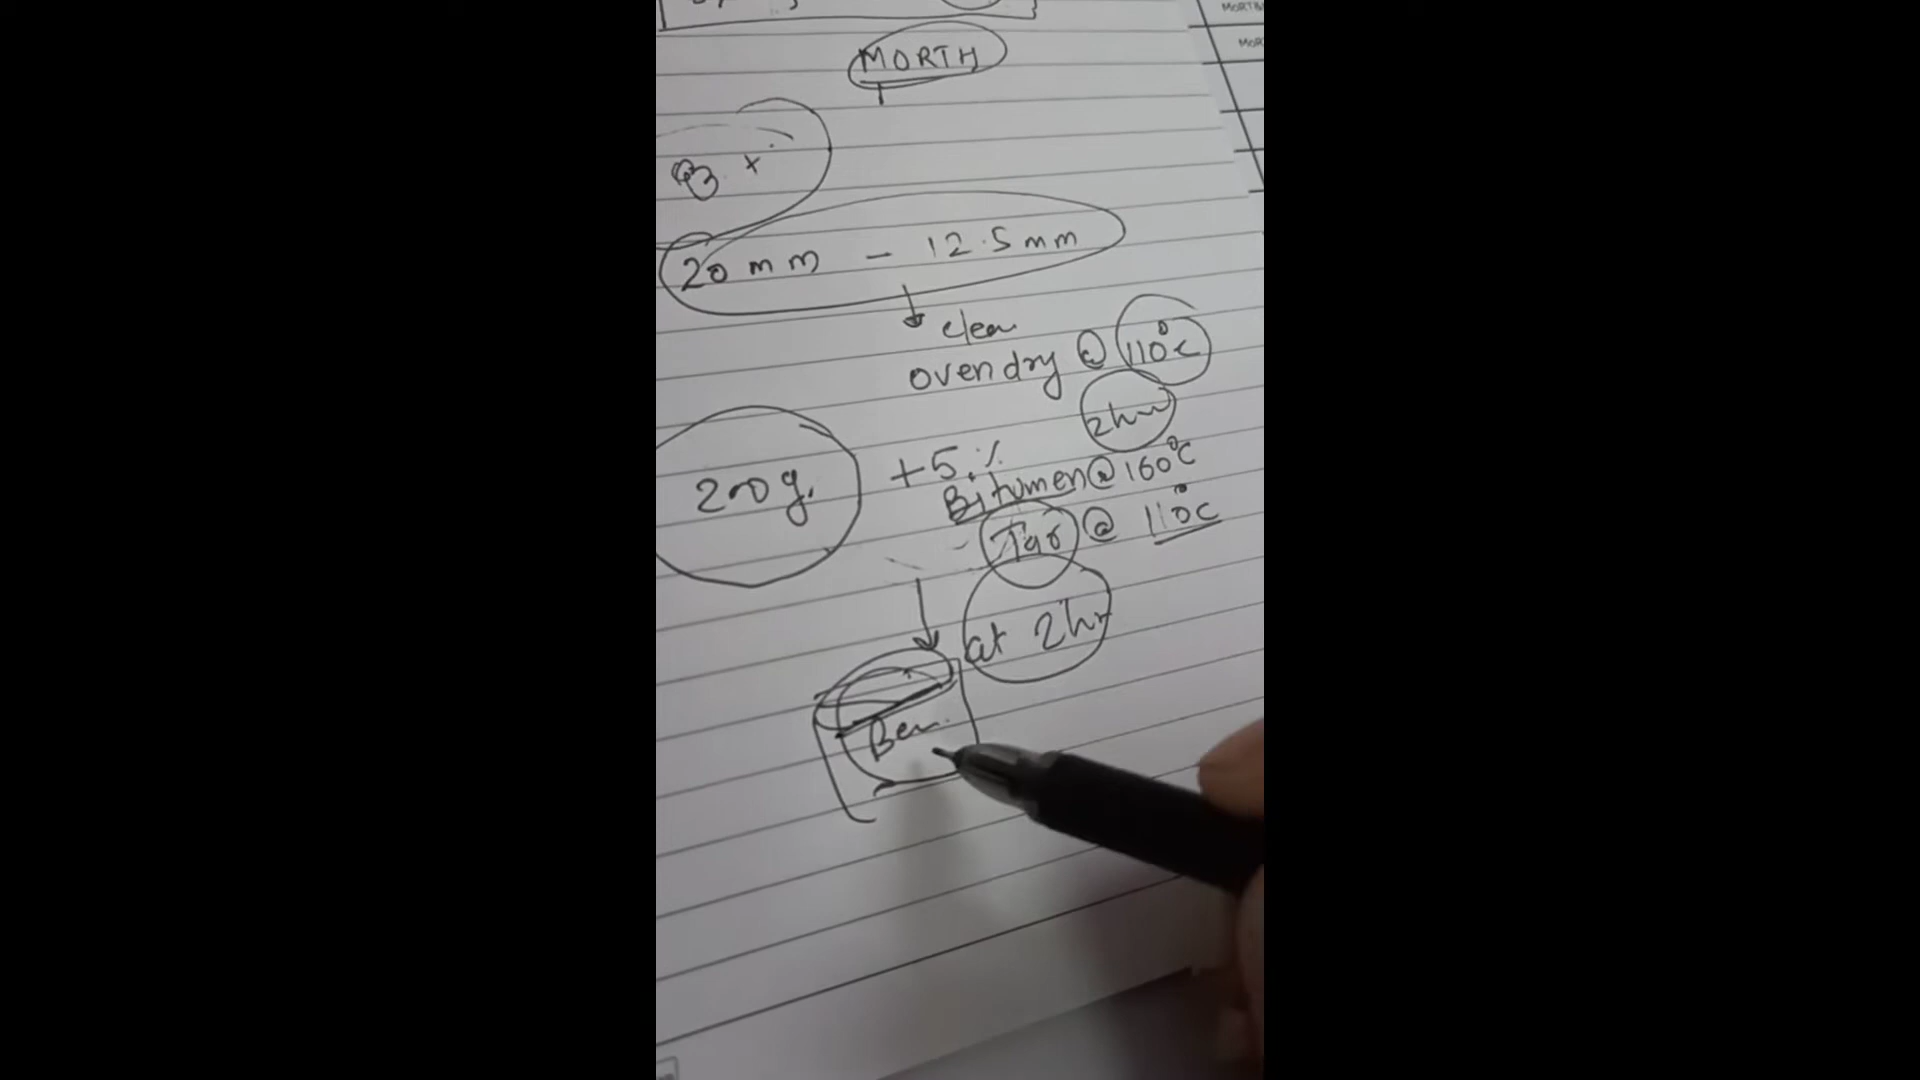 MORTH
20 mm - 12.5 mm
clean
oven dry @ 110°C
2hr
200g. +5%
Bitumen @ 160°C
Tar @ 110°C
at 2hr